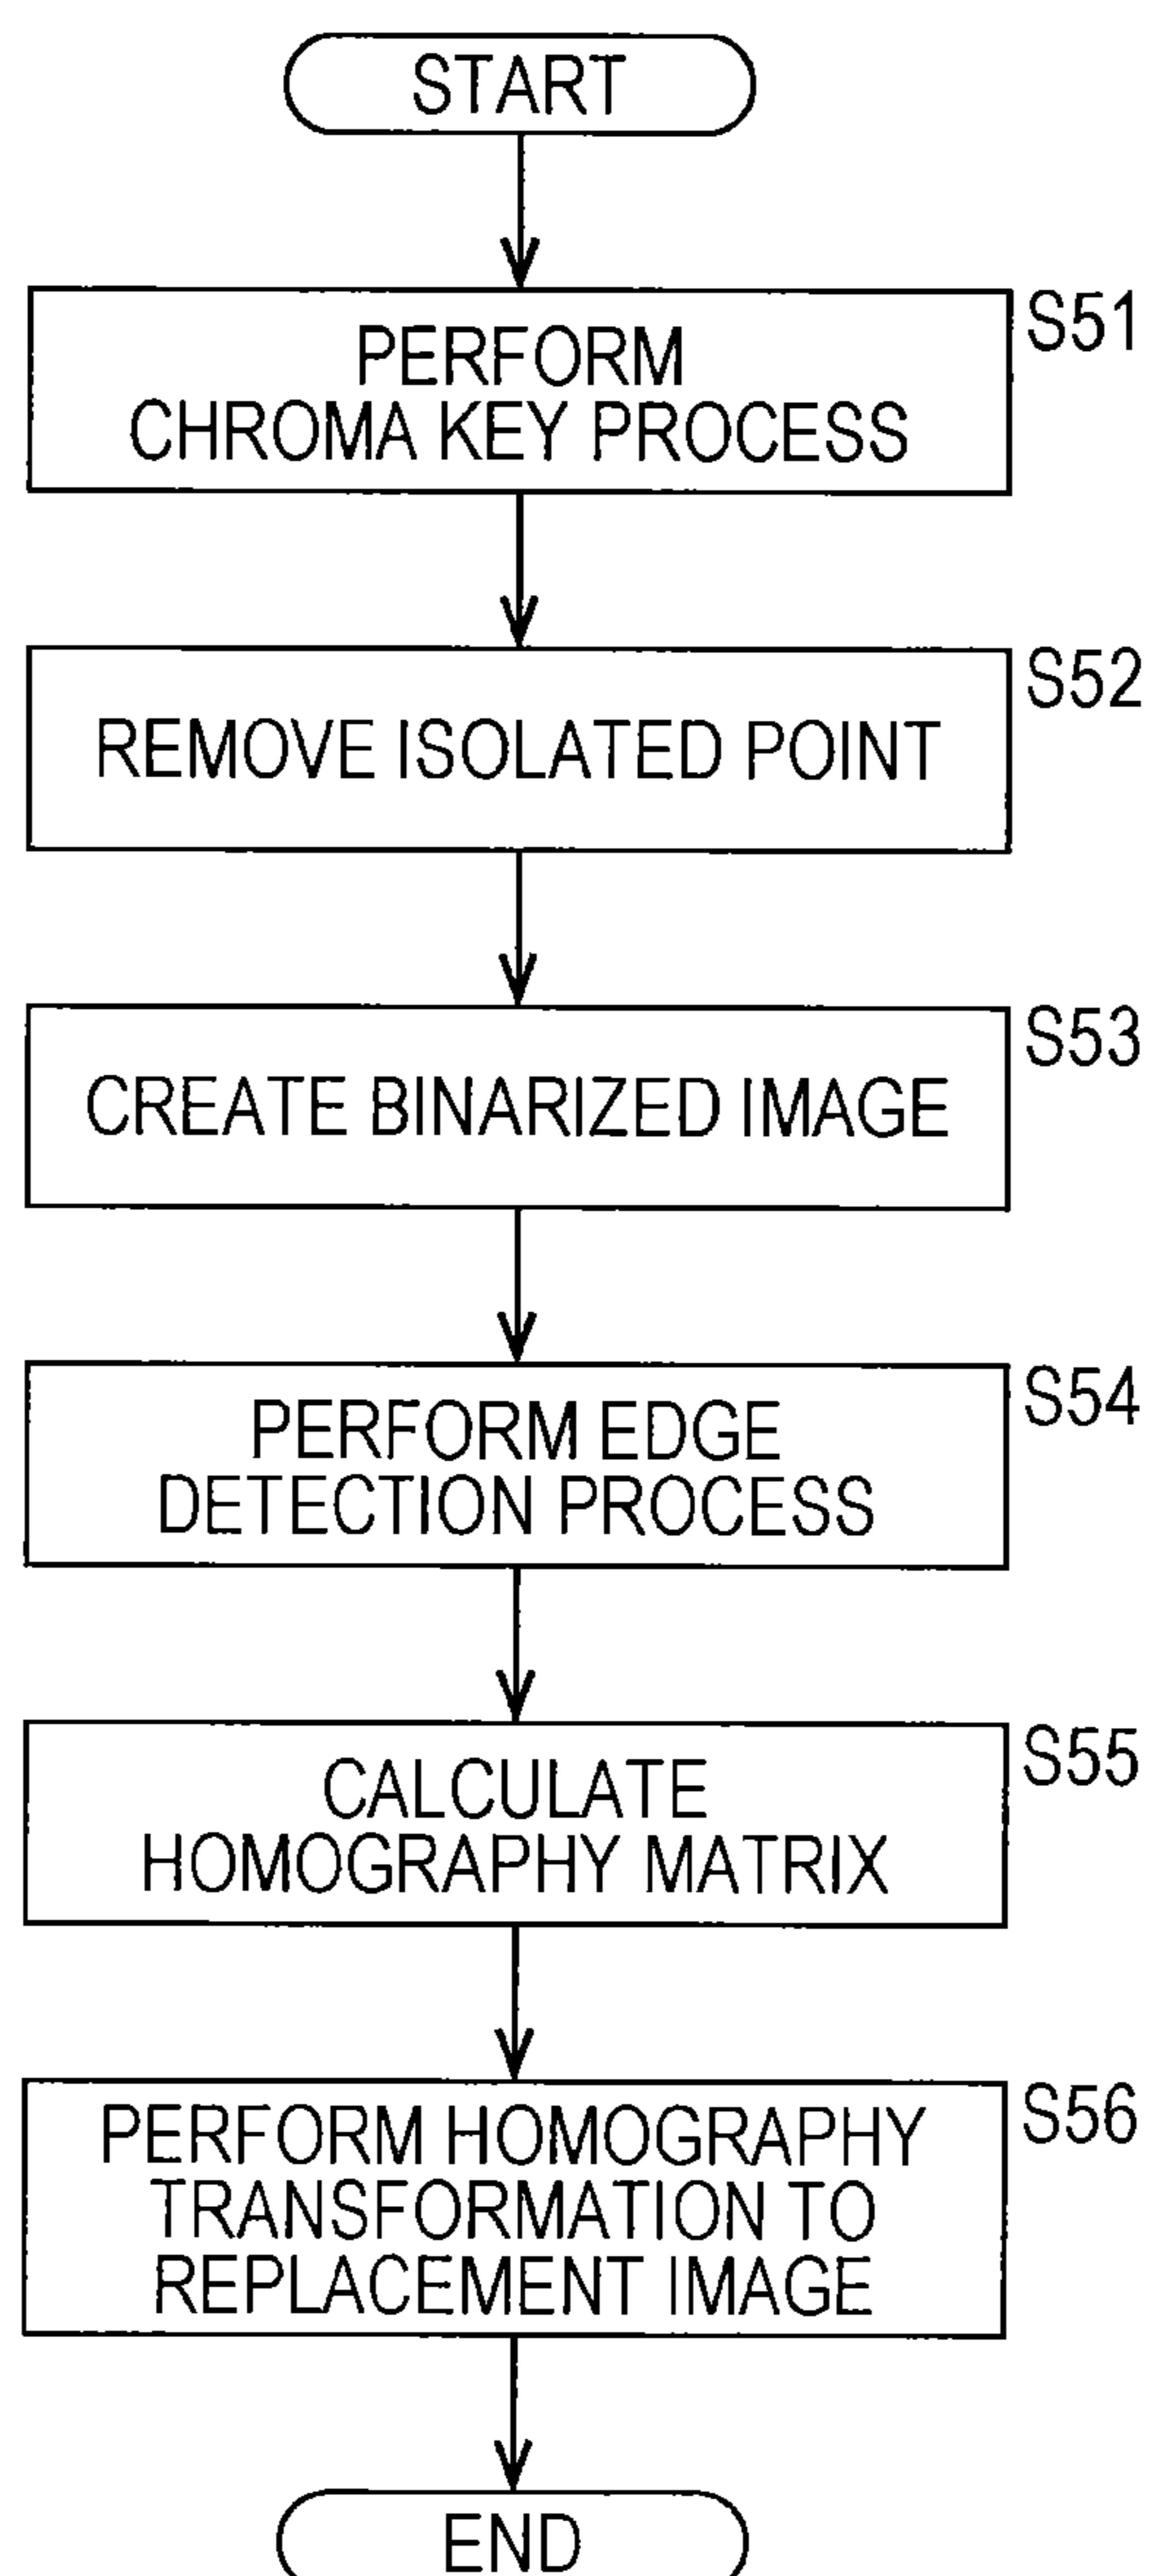 START
S51
PERFORM
CHROMA KEY PROCESS
S52
REMOVE ISOLATED POINT
S53
CREATE BINARIZED IMAGE
S54
PERFORM EDGE
DETECTION PROCESS
S55
CALCULATE
HOMOGRAPHY MATRIX
S56
PERFORM HOMOGRAPHY
TRANSFORMATION TO
REPLACEMENT IMAGE
END